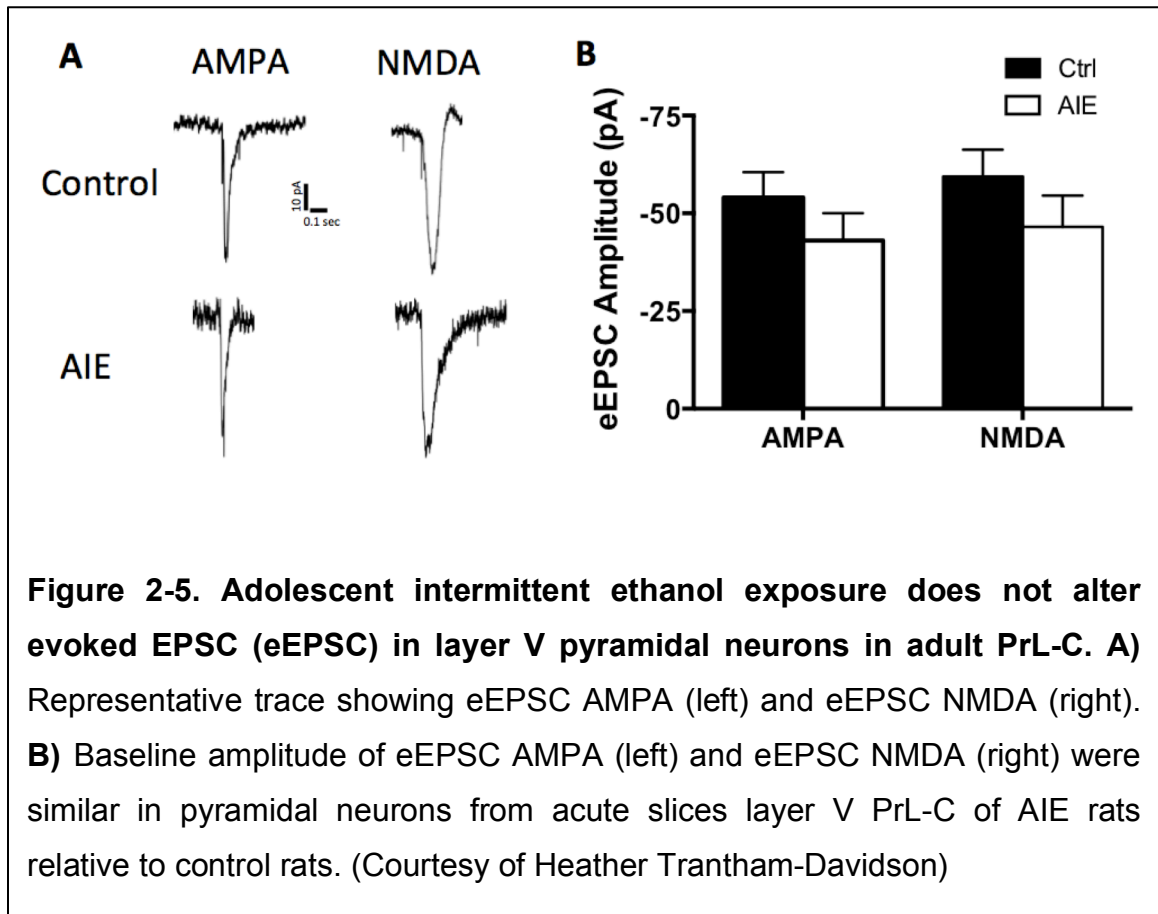 A
AMPA NMDA
Control
10 pA
0.1 sec
AIE
B
Ctrl
AIE
eEPSC Amplitude (pA)
-75
-50
-25
0
AMPA NMDA
Figure 2-5. Adolescent intermittent ethanol exposure does not alter
evoked EPSC (eEPSC) in layer V pyramidal neurons in adult PrL-C. A)
Representative trace showing eEPSC AMPA (left) and eEPSC NMDA (right).
B) Baseline amplitude of eEPSC AMPA (left) and eEPSC NMDA (right) were
similar in pyramidal neurons from acute slices layer V PrL-C of AIE rats
relative to control rats. (Courtesy of Heather Trantham-Davidson)